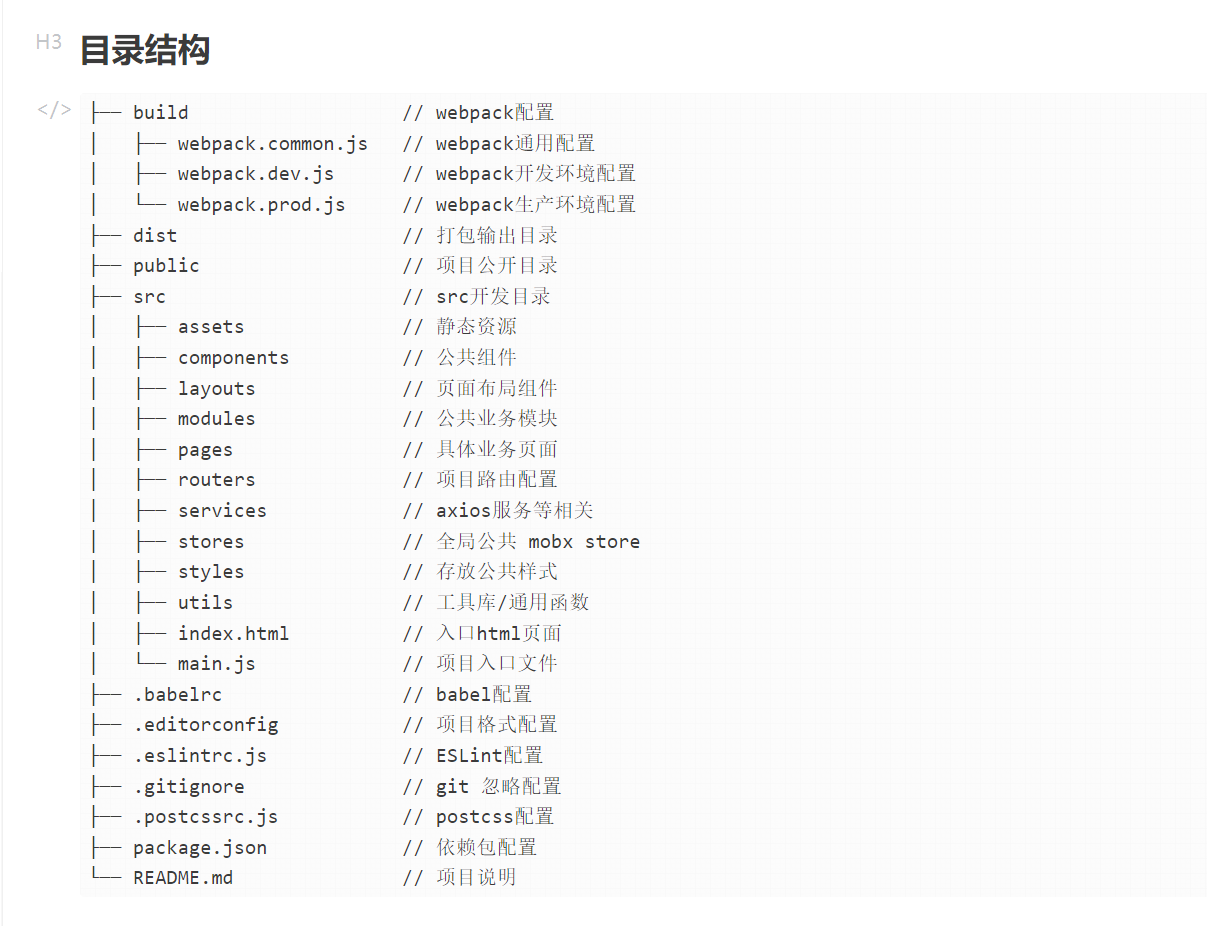 H3 目录结构
</> ├── build // webpack配置
│ ├── webpack.common.js // webpack通用配置
│ ├── webpack.dev.js // webpack开发环境配置
│ └── webpack.prod.js // webpack生产环境配置
├── dist // 打包输出目录
├── public // 项目公开目录
├── src // src开发目录
│ ├── assets // 静态资源
│ ├── components // 公共组件
│ ├── layouts // 页面布局组件
│ ├── modules // 公共业务模块
│ ├── pages // 具体业务页面
│ ├── routers // 项目路由配置
│ ├── services // axios服务等相关
│ ├── stores // 全局公共 mobx store
│ ├── styles // 存放公共样式
│ ├── utils // 工具库/通用函数
│ ├── index.html // 入口html页面
│ └── main.js // 项目入口文件
├── .babelrc // babel配置
├── .editorconfig // 项目格式配置
├── .eslintrc.js // ESLint配置
├── .gitignore // git 忽略配置
├── .postcssrc.js // postcss配置
├── package.json // 依赖包配置
└── README.md // 项目说明